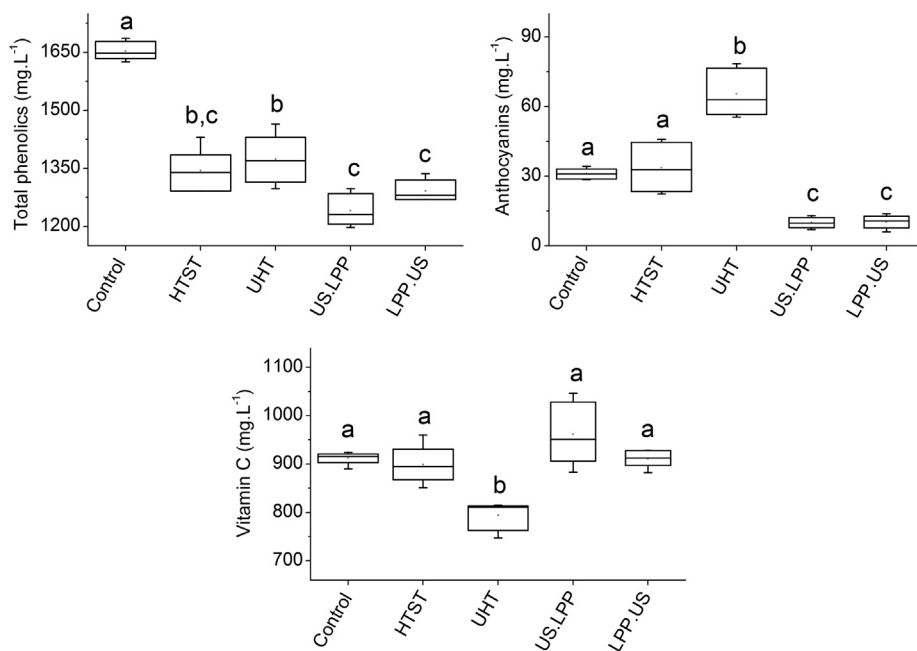 Total phenolics (mg.L⁻¹)
1650
1500
1350
1200
a
b,c
b
c
c
Control
HTST
UHT
US.LPP
LPP.US
Anthocyanins (mg.L⁻¹)
90
60
30
0
a
a
b
c
c
Control
HTST
UHT
US.LPP
LPP.US
Vitamin C (mg.L⁻¹)
1100
1000
900
800
700
a
a
b
a
a
Control
HTST
UHT
US.LPP
LPP.US